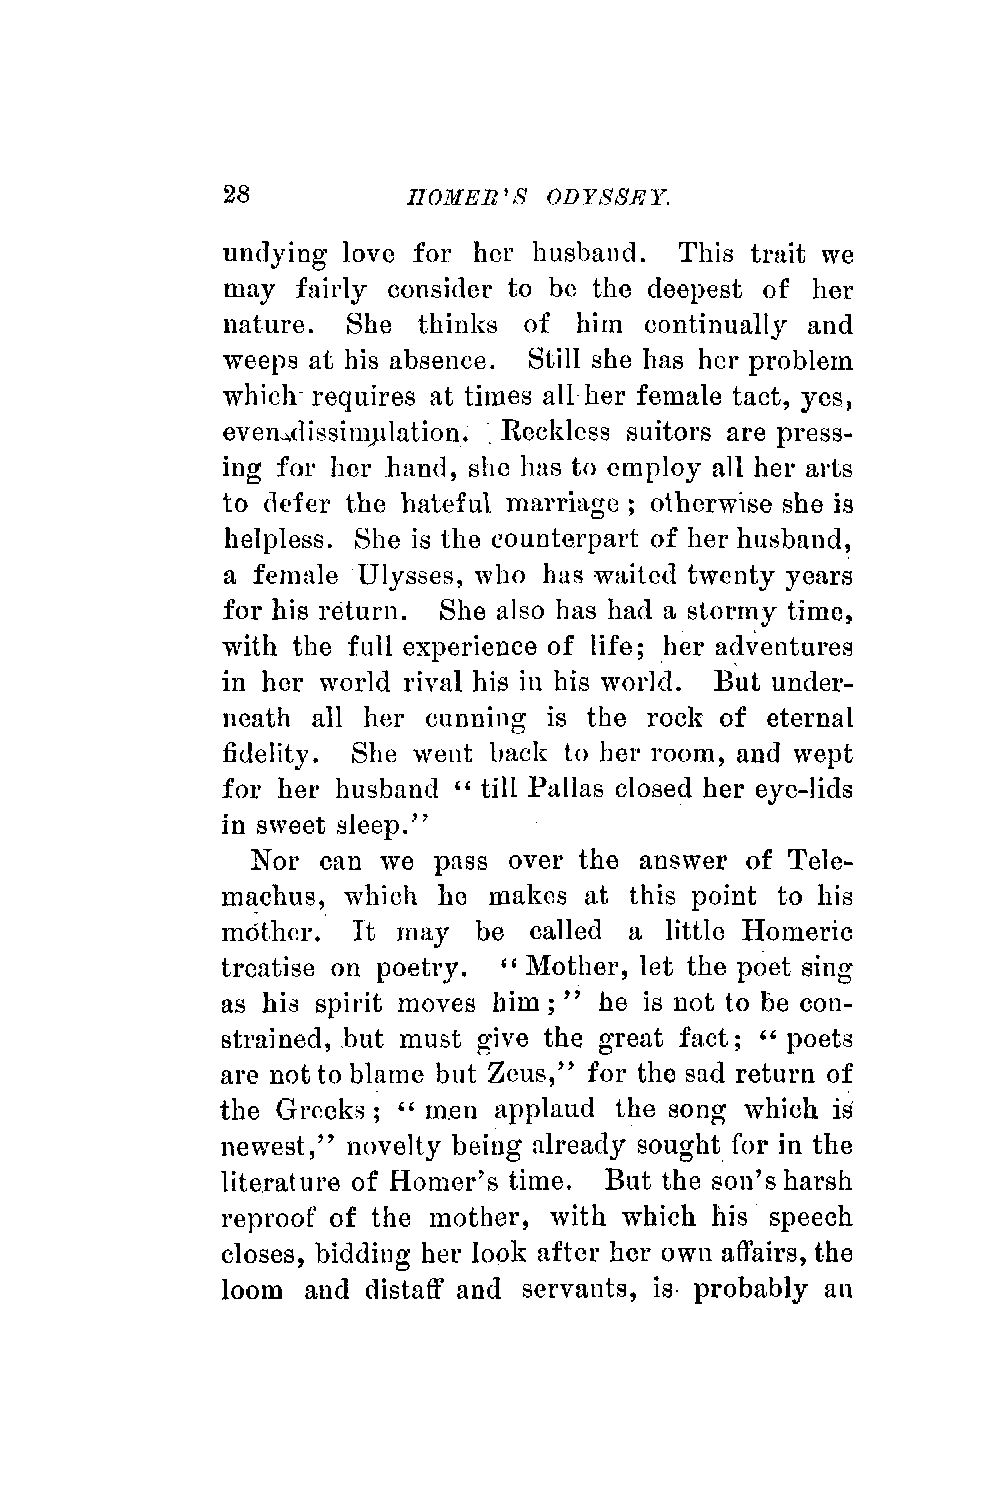 28 HOMER'S ODYSSEY.
undying love for her husband. This trait we
may fairly consider to be the deepest of her
nature. She thinks of him continually and
weeps at his absence. Still she has her problem
which requires at times all her female tact, yes,
even dissimulation. Reckless suitors are press-
ing for her hand, she has to employ all her arts
to defer the hateful marriage ; otherwise she is
helpless. She is the counterpart of her husband,
a female Ulysses, who has waited twenty years
for his return. She also has had a stormy time,
with the full experience of life; her adventures
in her world rival his in his world. But under-
neath all her cunning is the rock of eternal
fidelity. She went back to her room, and wept
for her husband “ till Pallas closed her eye-lids
in sweet sleep.”
Nor can we pass over the answer of Tele-
machus, which he makes at this point to his
mother. It may be called a little Homeric
treatise on poetry. “ Mother, let the poet sing
as his spirit moves him ; ” he is not to be con-
strained, but must give the great fact; “ poets
are not to blame but Zeus,” for the sad return of
the Greeks ; “ men applaud the song which is
newest,” novelty being already sought for in the
literature of Homer's time. But the son's harsh
reproof of the mother, with which his speech
closes, bidding her look after her own affairs, the
loom and distaff and servants, is probably an